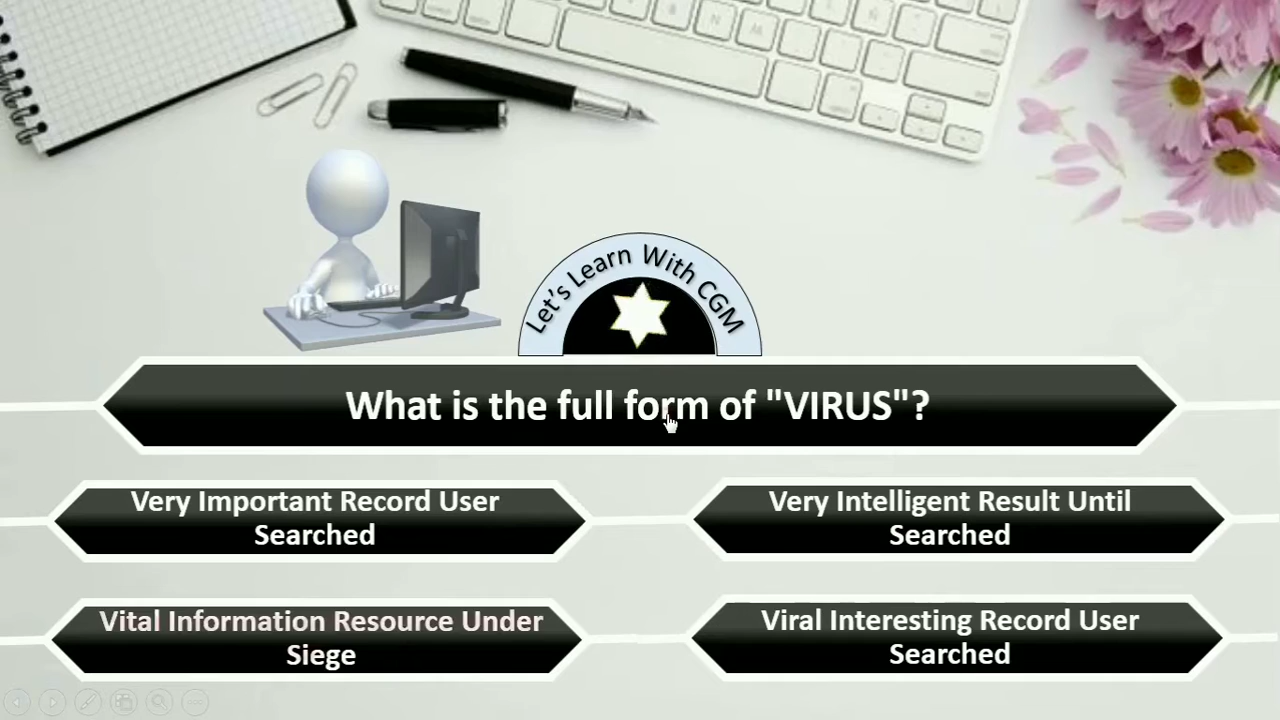 Let's Learn With CGM
What is the full form of "VIRUS"?
Very Important Record User
Searched
Very Intelligent Result Until
Searched
Vital Information Resource Under
Siege
Viral Interesting Record User
Searched